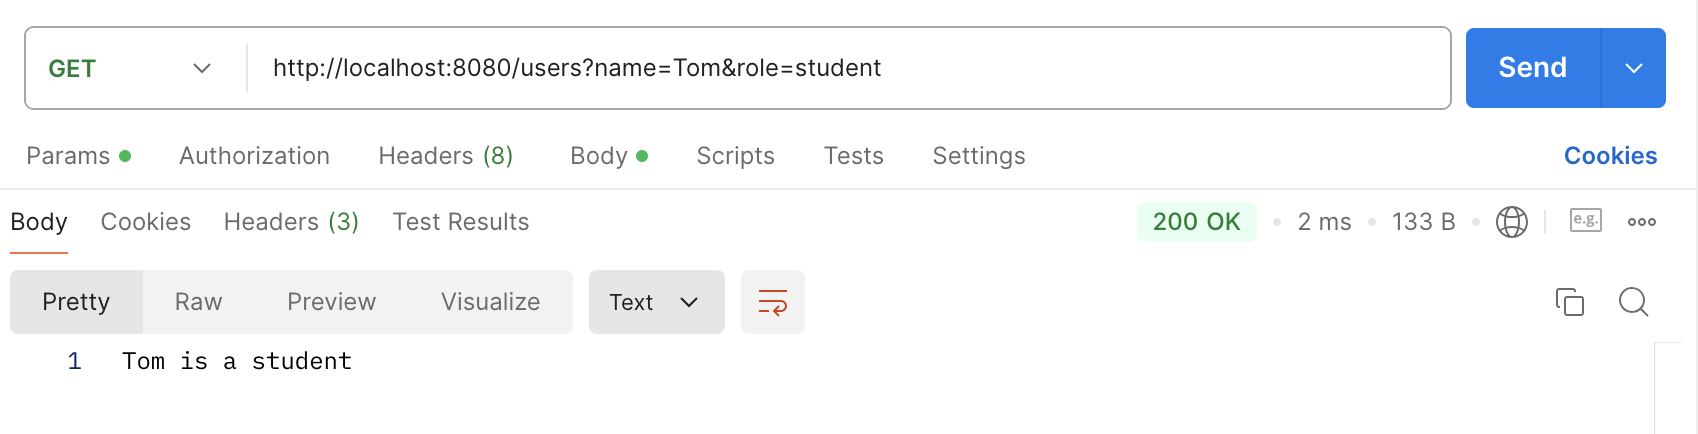 GET http://localhost:8080/users?name=Tom&role=student Send
Params Authorization Headers (8) Body Scripts Tests Settings Cookies
Body Cookies Headers (3) Test Results 200 OK 2 ms 133 B e.g.
Pretty Raw Preview Visualize Text
1 Tom is a student